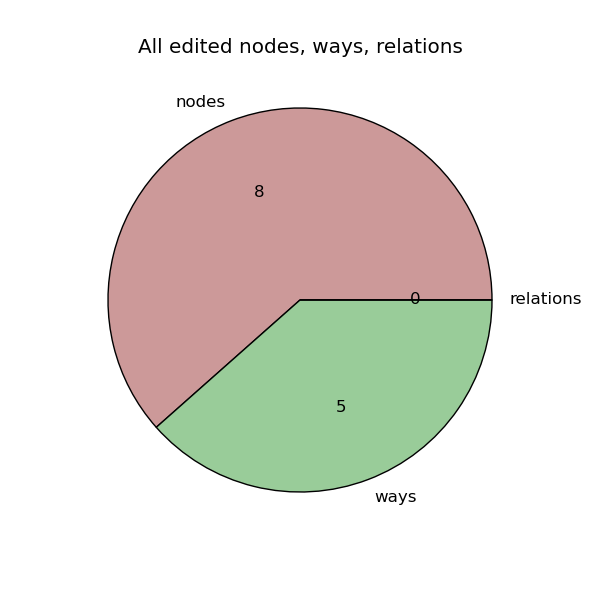 All edited nodes, ways, relations
nodes
8
0
relations
5
ways